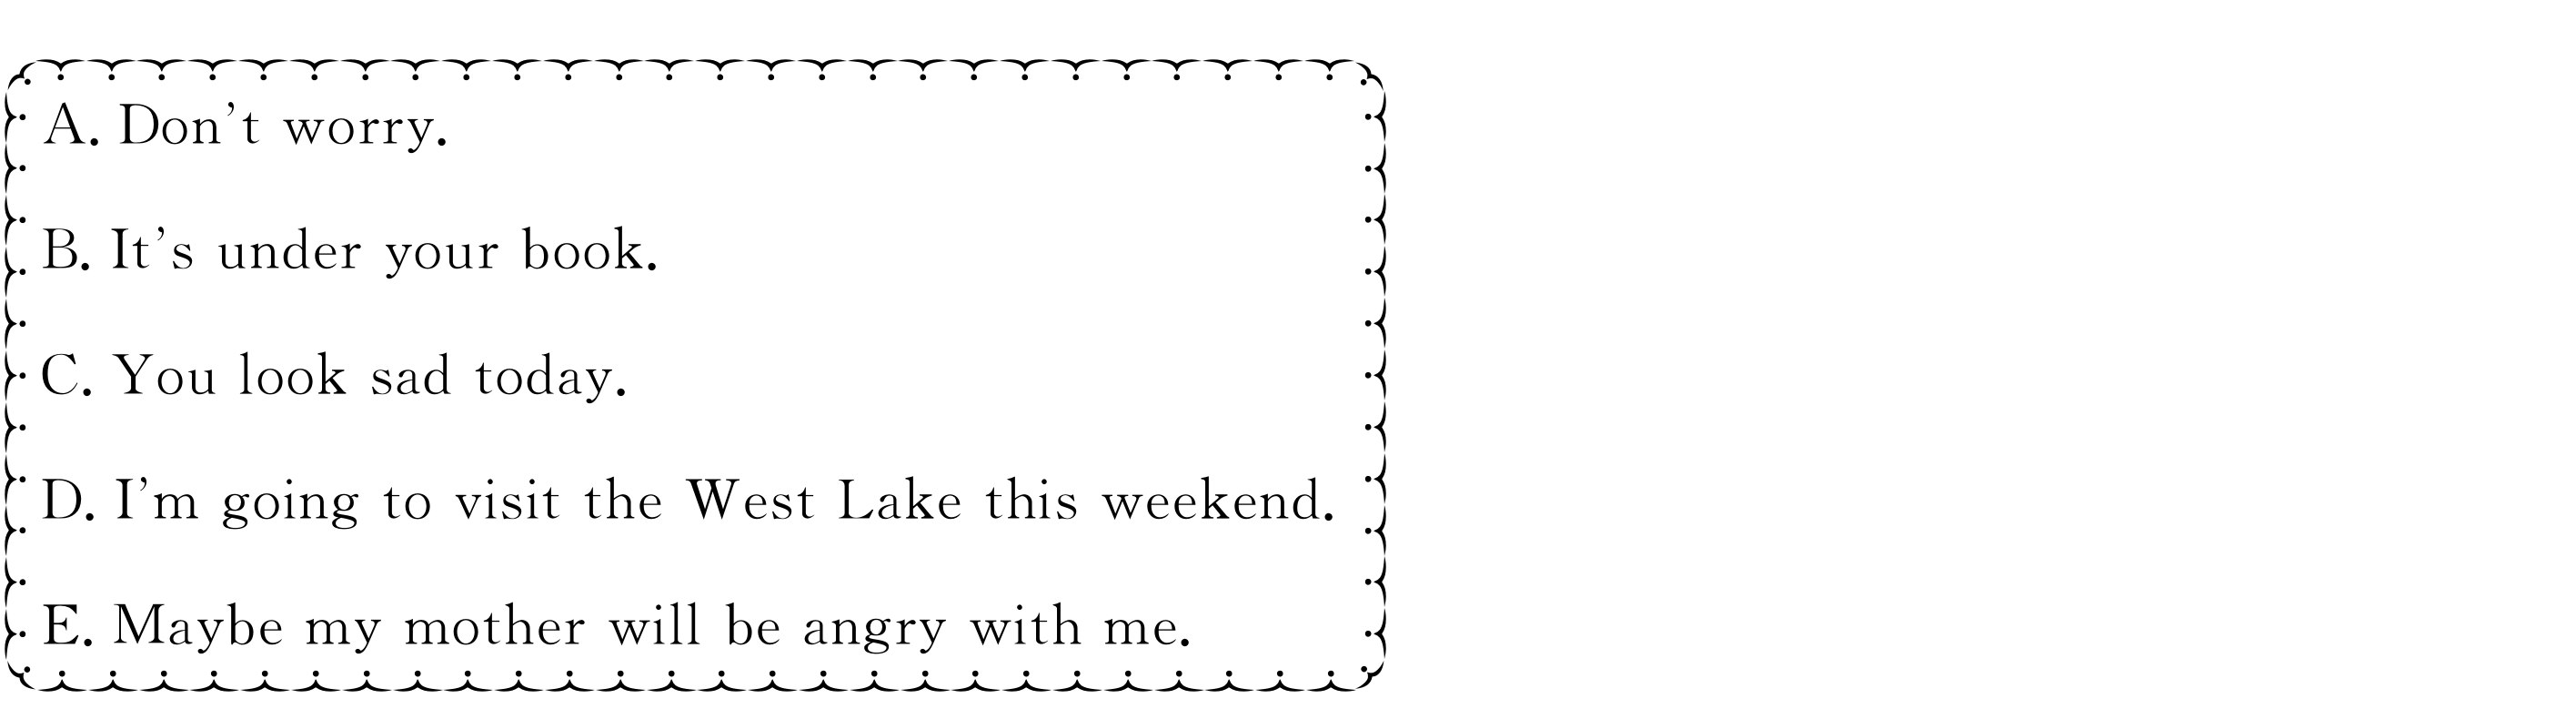 A. Don't worry.
B. It's under your book.
C. You look sad today.
D. I'm going to visit the West Lake this weekend.
E. Maybe my mother will be angry with me.